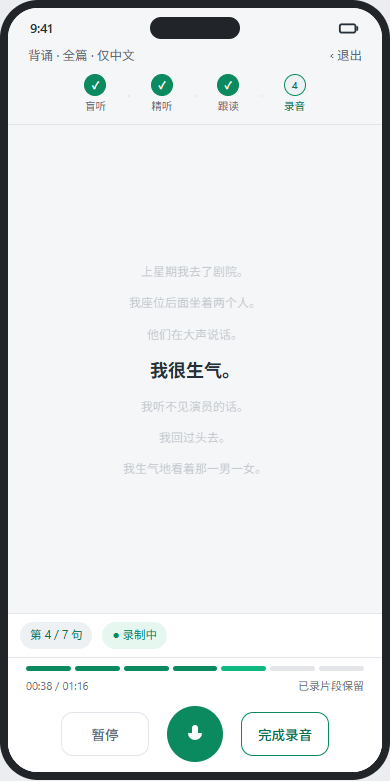 9:41
背诵 · 全篇 · 仅中文
‹ 退出
盲听
精听
跟读
4
录音
上星期我去了剧院。
我座位后面坐着两个人。
他们在大声说话。
我很生气。
我听不见演员的话。
我回过头去。
我生气地看着那一男一女。
第 4 / 7 句
● 录制中
00:38 / 01:16
已录片段保留
暂停
完成录音